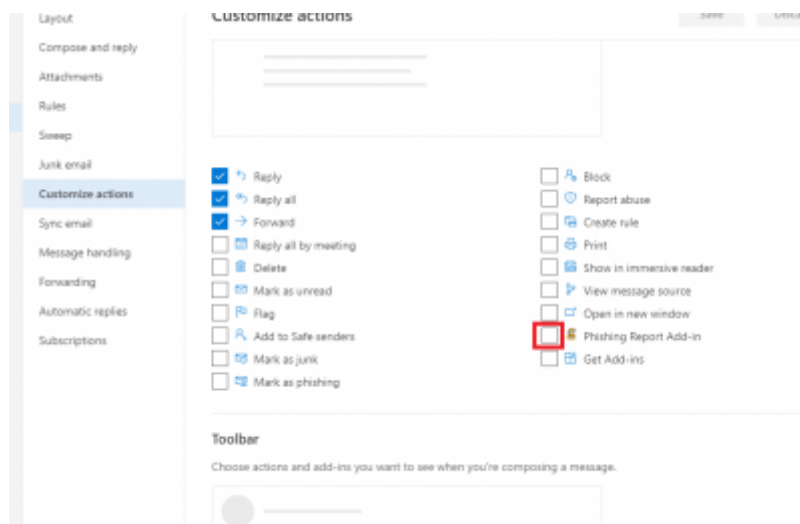 Layout
Compose and reply
Attachments
Rules
Sweep
Junk email
Customize actions
Sync email
Message handling
Forwarding
Automatic replies
Subscriptions
Customize actions
Save
Reply
Reply all
Forward
Reply all by meeting
Delete
Mark as unread
Flag
Add to Safe senders
Mark as junk
Mark as phishing
Block
Report abuse
Create rule
Print
Show in immersive reader
View message source
Open in new window
Phishing Report Add-in
Get Add-ins
Toolbar
Choose actions and add-ins you want to see when you're composing a message.